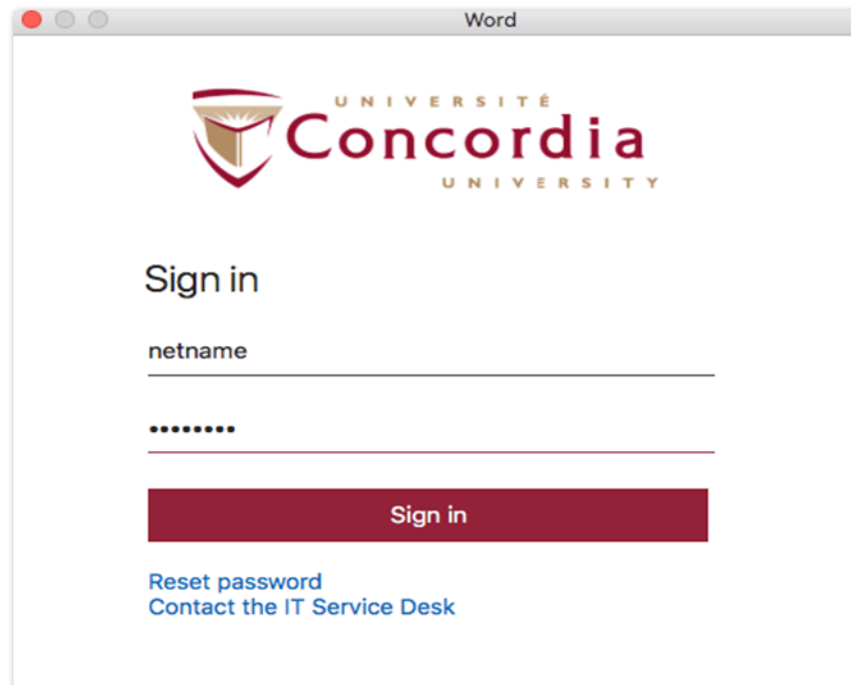 Word
UNIVERSITÉ
Concordia
UNIVERSITY
Sign in
netname
••••••••
Sign in
Reset password
Contact the IT Service Desk